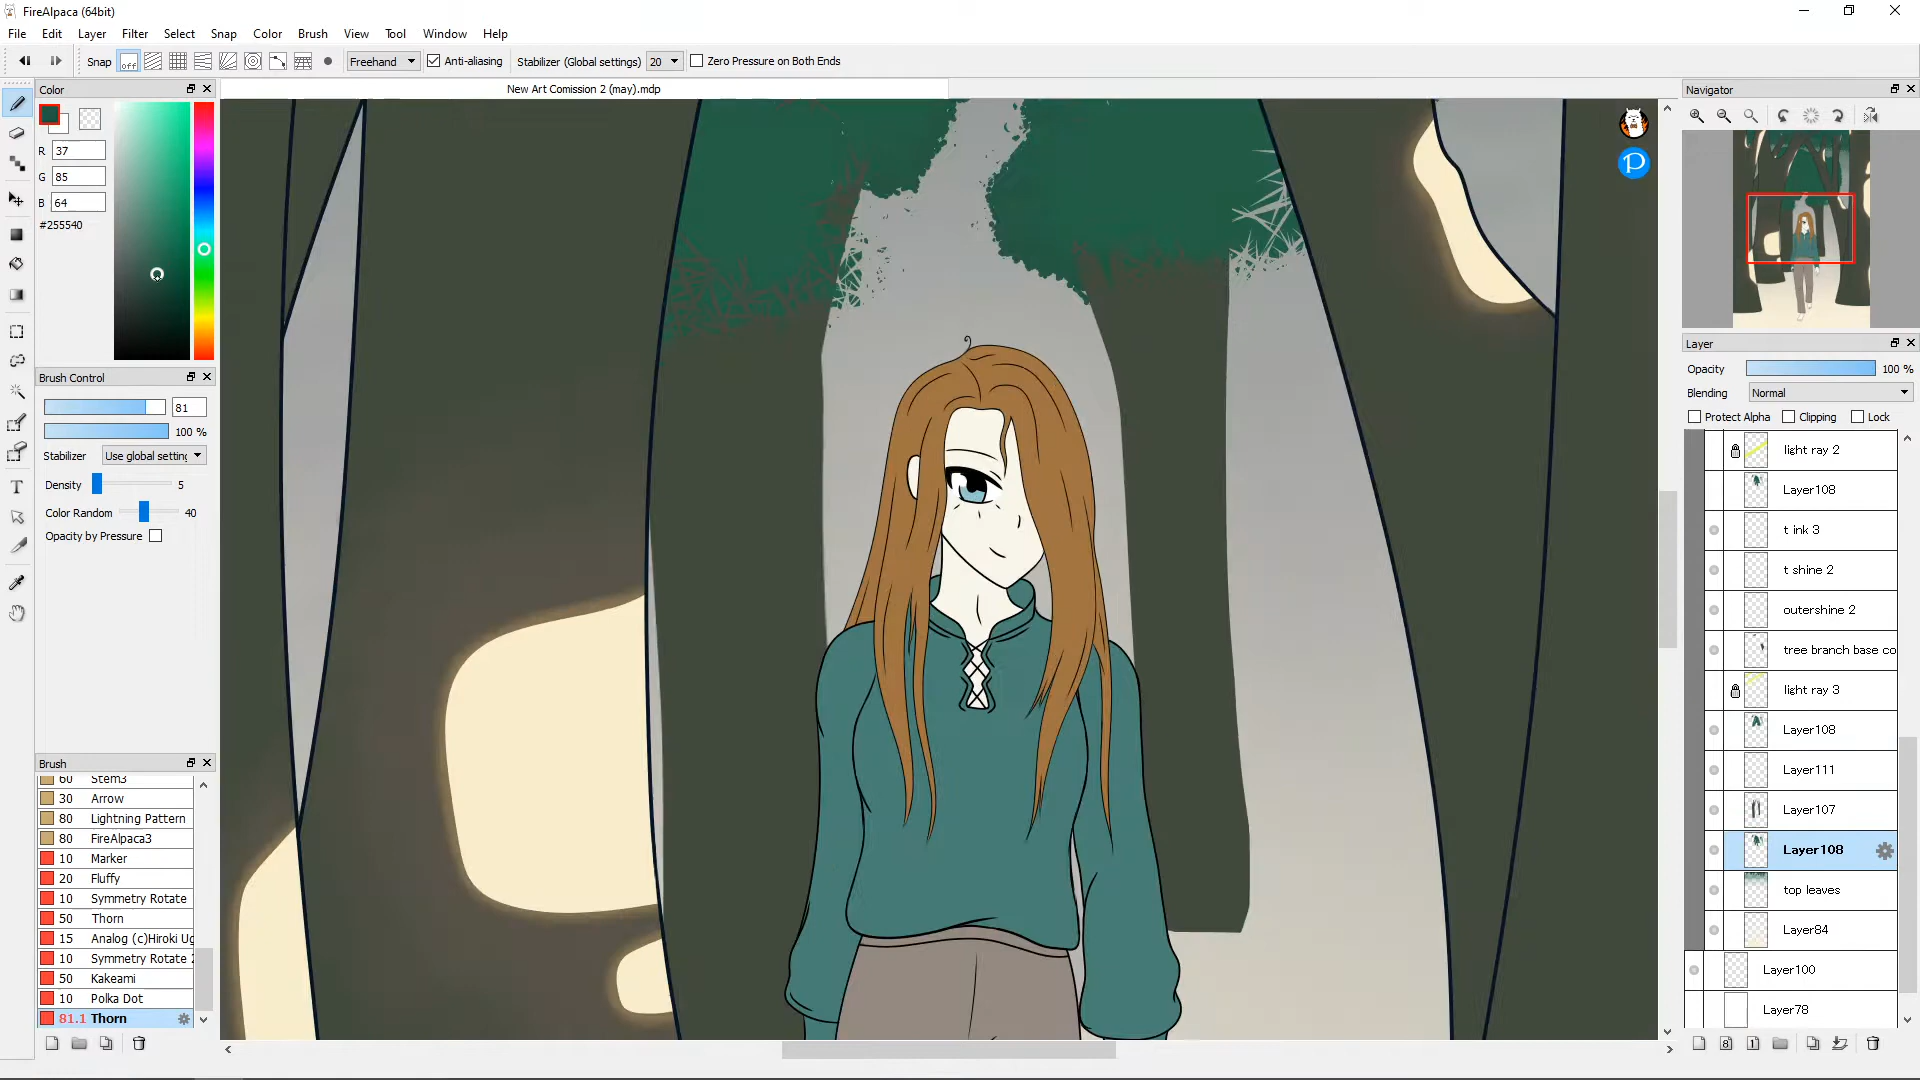 FireAlpaca (64bit)
File Edit Layer Filter Select Snap Color Brush View Tool Window Help
Snap off Freehand Anti-aliasing Stabilizer (Global settings) 20 Zero Pressure on Both Ends
Color
R 37
G 85
B 64
#255540
Brush Control
81
100 %
Stabilizer Use global setting
Density 5
Color Random 40
Opacity by Pressure
Brush
60 Stem3
30 Arrow
80 Lightning Pattern
80 FireAlpaca3
10 Marker
20 Fluffy
10 Symmetry Rotate
50 Thorn
15 Analog (c)Hiroki Ug
10 Symmetry Rotate 2
50 Kakeami
10 Polka Dot
81.1 Thorn
New Art Comission 2 (may).mdp
P
Navigator
Layer
Opacity 100 %
Blending Normal
Protect Alpha Clipping Lock
light ray 2
Layer108
t ink 3
t shine 2
outershine 2
tree branch base co
light ray 3
Layer108
Layer111
Layer107
Layer108
top leaves
Layer84
Layer100
Layer78
8 1